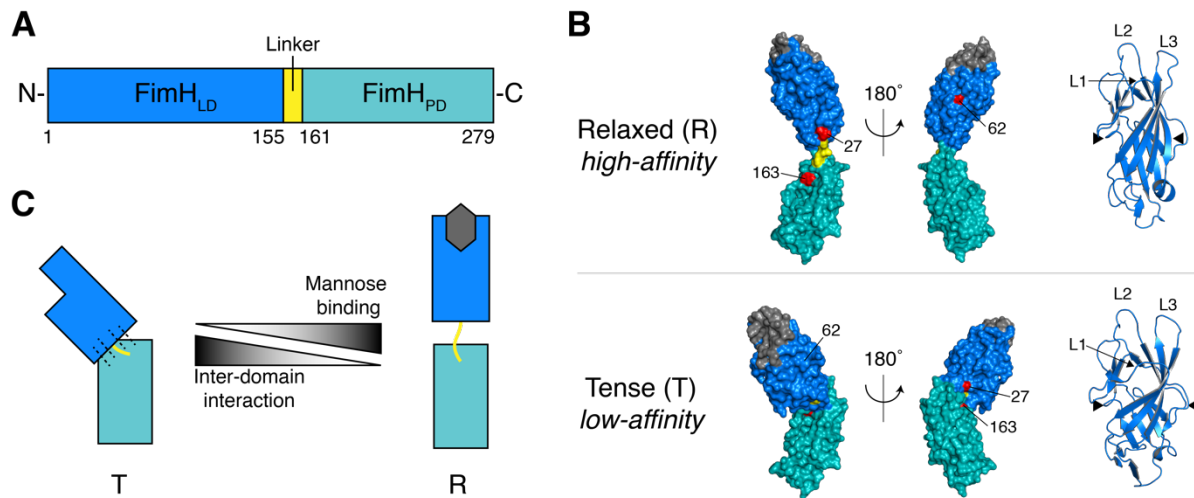 A
Linker
N-
FimH_LD
FimH_PD
-C
1
155
161
279
B
Relaxed (R)
high-affinity
27
163
180°
62
L2
L3
L1
Tense (T)
low-affinity
62
180°
27
163
L2
L3
L1
C
Mannose
binding
Inter-domain
interaction
T
R